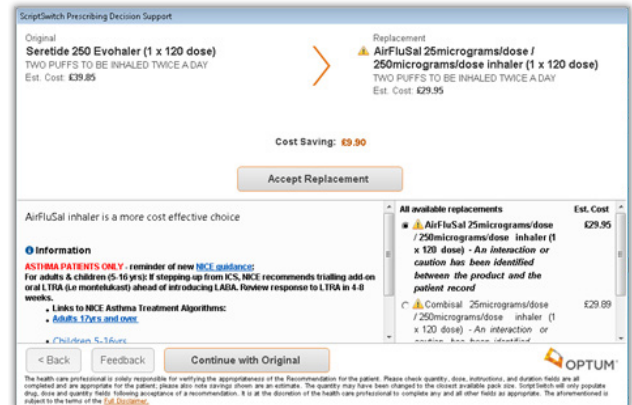 ScriptSwitch Prescribing Decision Support
Original
Seretide 250 Evohaler (1 x 120 dose)
TWO PUFFS TO BE INHALED TWICE A DAY
Est. Cost: £39.85
Replacement
AirFluSal 25micrograms/dose /
250micrograms/dose inhaler (1 x 120 dose)
TWO PUFFS TO BE INHALED TWICE A DAY
Est. Cost: £29.95
Cost Saving: £9.90
Accept Replacement
AirFluSal inhaler is a more cost effective choice
Information
ASTHMA PATIENTS ONLY - reminder of new NICE guidance:
For adults & children (5-16 yrs): If stepping-up from ICS, NICE recommends trialling add-on
oral LTRA (i.e montelukast) ahead of introducing LABA. Review response to LTRA in 4-8
weeks.
• Links to NICE Asthma Treatment Algorithms:
• Adults 17yrs and over
• Children 5-16yrs
All available replacements Est. Cost
AirFluSal 25micrograms/dose £29.95
/ 250micrograms/dose inhaler (1
x 120 dose) - An interaction or
caution has been identified
between the product and the
patient record
Combisal 25micrograms/dose £29.89
/ 250micrograms/dose inhaler (1
x 120 dose) - An interaction or
caution has been identified
< Back
Feedback
Continue with Original
OPTUM
The health care professional is solely responsible for verifying the appropriateness of the Recommendation for the patient. Please check quantity, dose, instructions, and duration fields are all
completed and are appropriate for the patient; please also note savings shown are an estimate. The quantity may have been changed to the closest available pack size. ScriptSwitch will only populate
drug, dose and quantity fields following acceptance of a recommendation. It is at the discretion of the health care professional to complete any and all other fields as appropriate. The aforementioned is
subject to the terms of the Full Disclaimer.